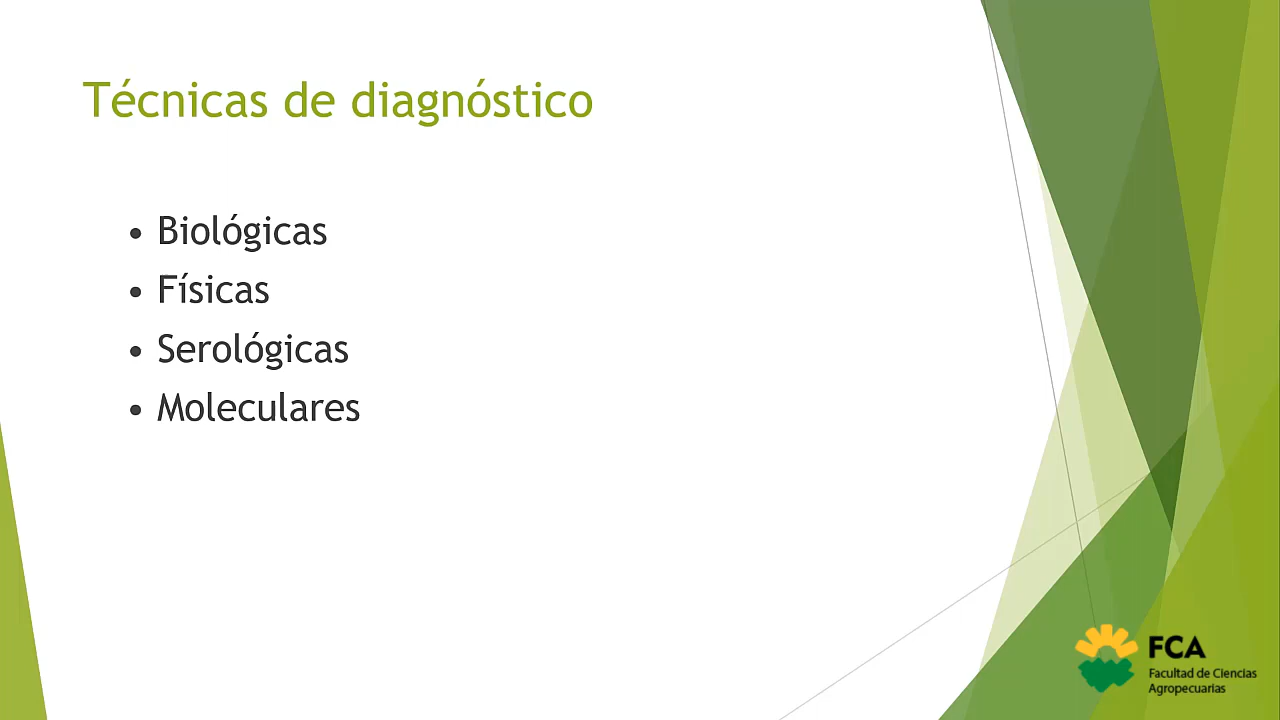 Técnicas de diagnóstico
• Biológicas
• Físicas
• Serológicas
• Moleculares
FCA
Facultad de Ciencias
Agropecuarias